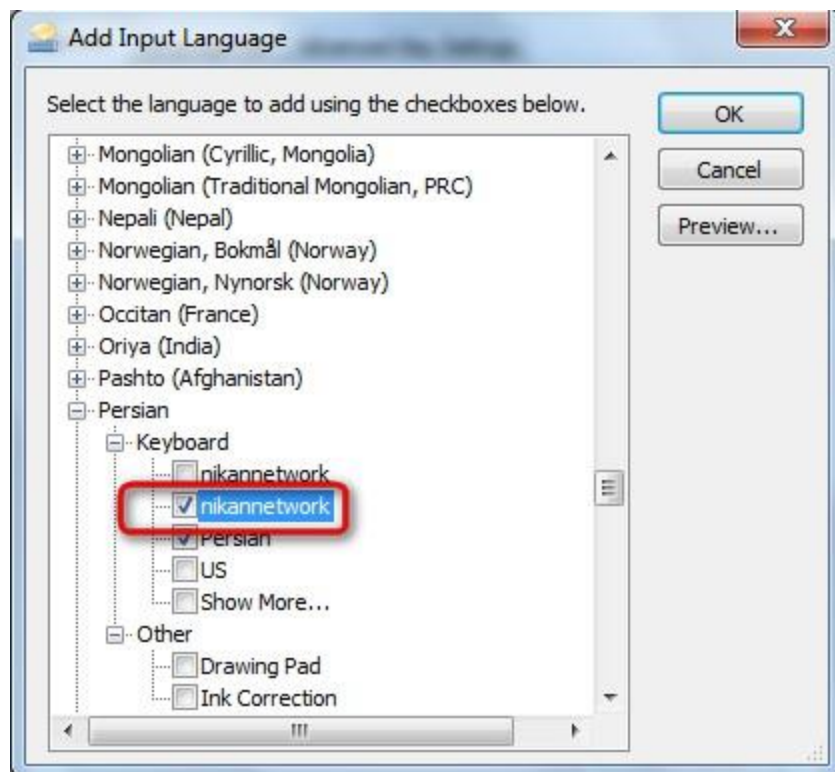 Add Input Language
Select the language to add using the checkboxes below.
OK
Cancel
Preview...
Mongolian (Cyrillic, Mongolia)
Mongolian (Traditional Mongolian, PRC)
Nepali (Nepal)
Norwegian, Bokmål (Norway)
Norwegian, Nynorsk (Norway)
Occitan (France)
Oriya (India)
Pashto (Afghanistan)
Persian
Keyboard
nikannetwork
nikannetwork
Persian
US
Show More...
Other
Drawing Pad
Ink Correction